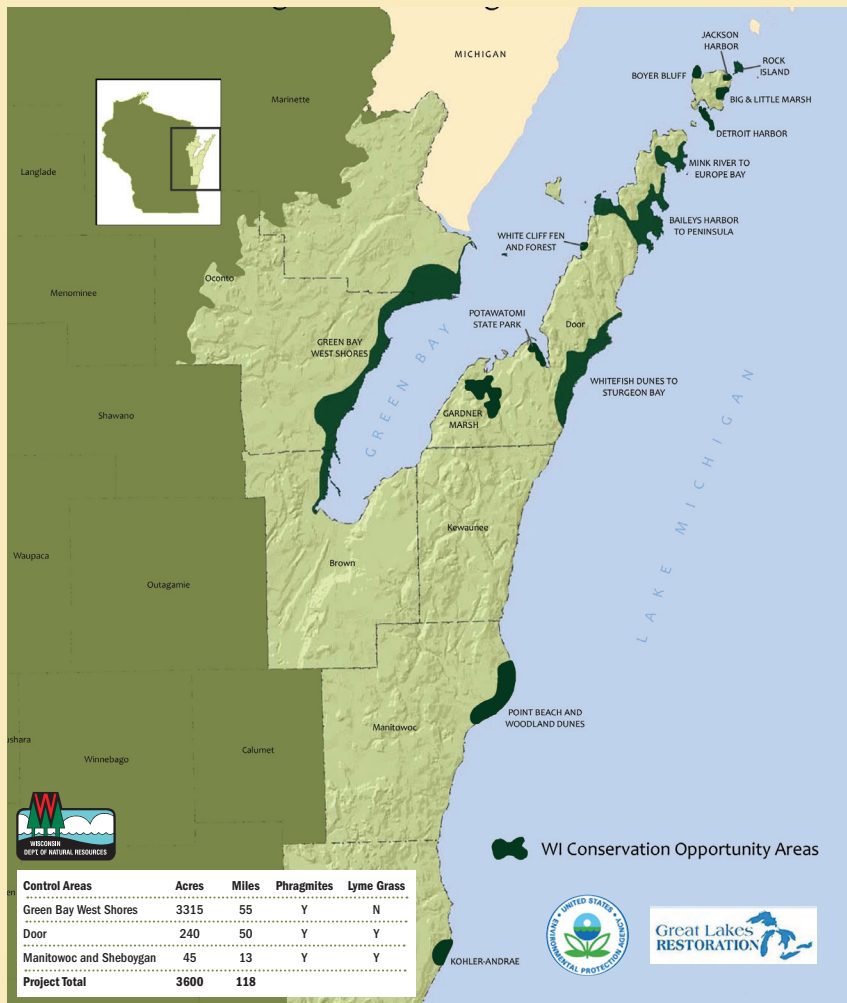 MICHIGAN
JACKSON
HARBOR
ROCK
ISLAND
BOYER BLUFF
BIG & LITTLE MARSH
DETROIT HARBOR
Marinette
Langlade
MINK RIVER TO
EUROPE BAY
BAILEYS HARBOR
TO PENINSULA
WHITE CLIFF FEN
AND FOREST
Menominee
Oconto
POTAWATOMI
STATE PARK
Door
GREEN BAY
WEST SHORES
GREEN BAY
WHITEFISH DUNES TO
STURGEON BAY
Shawano
GARDNER
MARSH
LAKE MICHIGAN
Kewaunee
Waupaca
Brown
Outagamie
POINT BEACH AND
WOODLAND DUNES
Manitowoc
Winnebago
Calumet
WISCONSIN
DEPT. OF NATURAL RESOURCES
WI Conservation Opportunity Areas
Control Areas Acres Miles Phragmites Lyme Grass
Green Bay West Shores 3315 55 Y N
Door 240 50 Y Y
Manitowoc and Sheboygan 45 13 Y Y
Project Total 3600 118
UNITED STATES
ENVIRONMENTAL PROTECTION AGENCY
Great Lakes
RESTORATION
KOHLER-ANDRAE